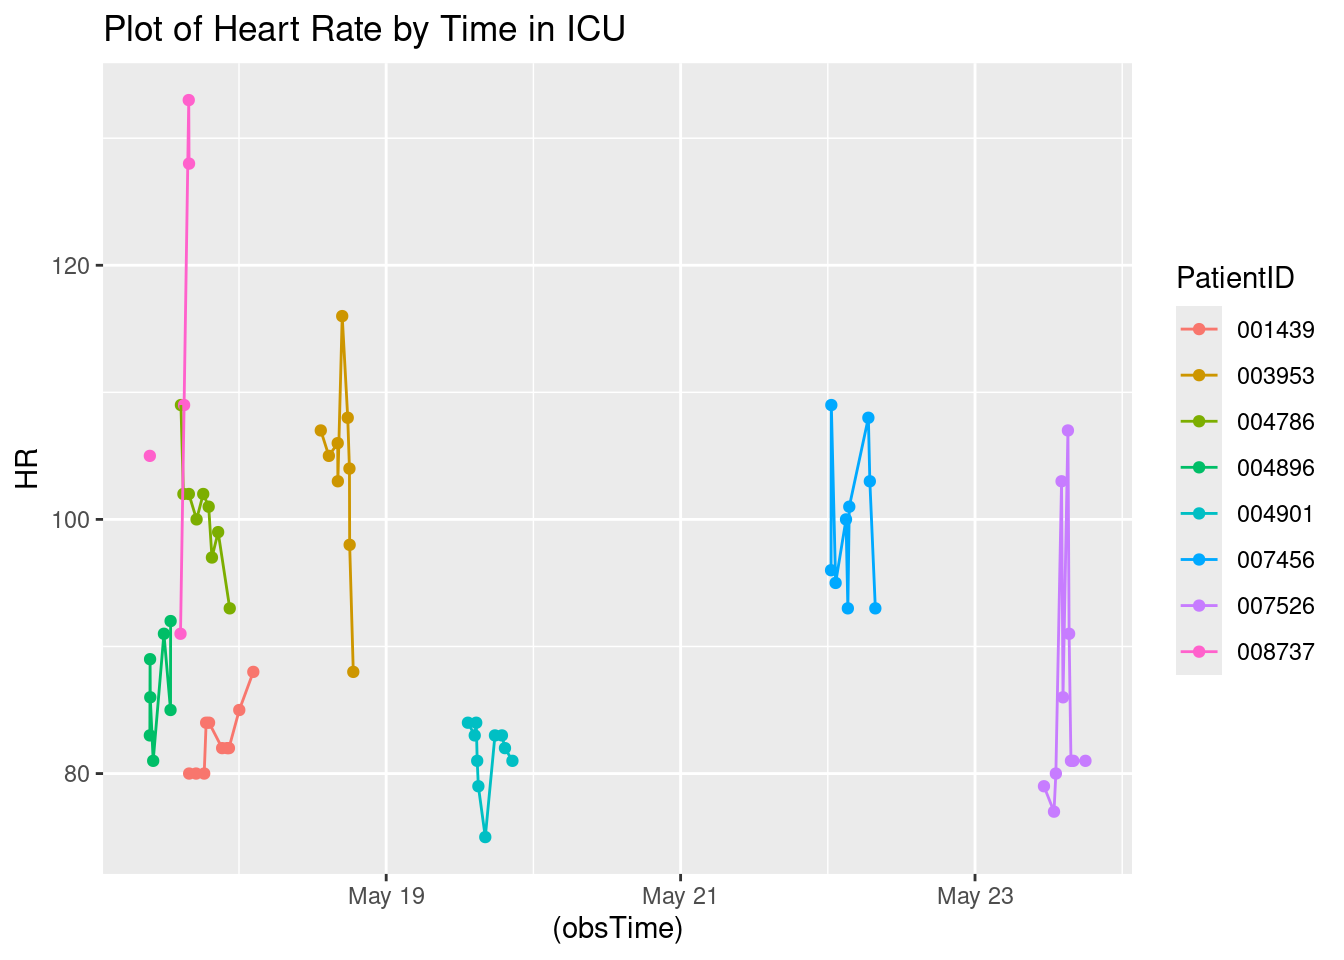 Plot of Heart Rate by Time in ICU
HR
120
100
80
May 19
May 21
May 23
(obsTime)
PatientID
001439
003953
004786
004896
004901
007456
007526
008737